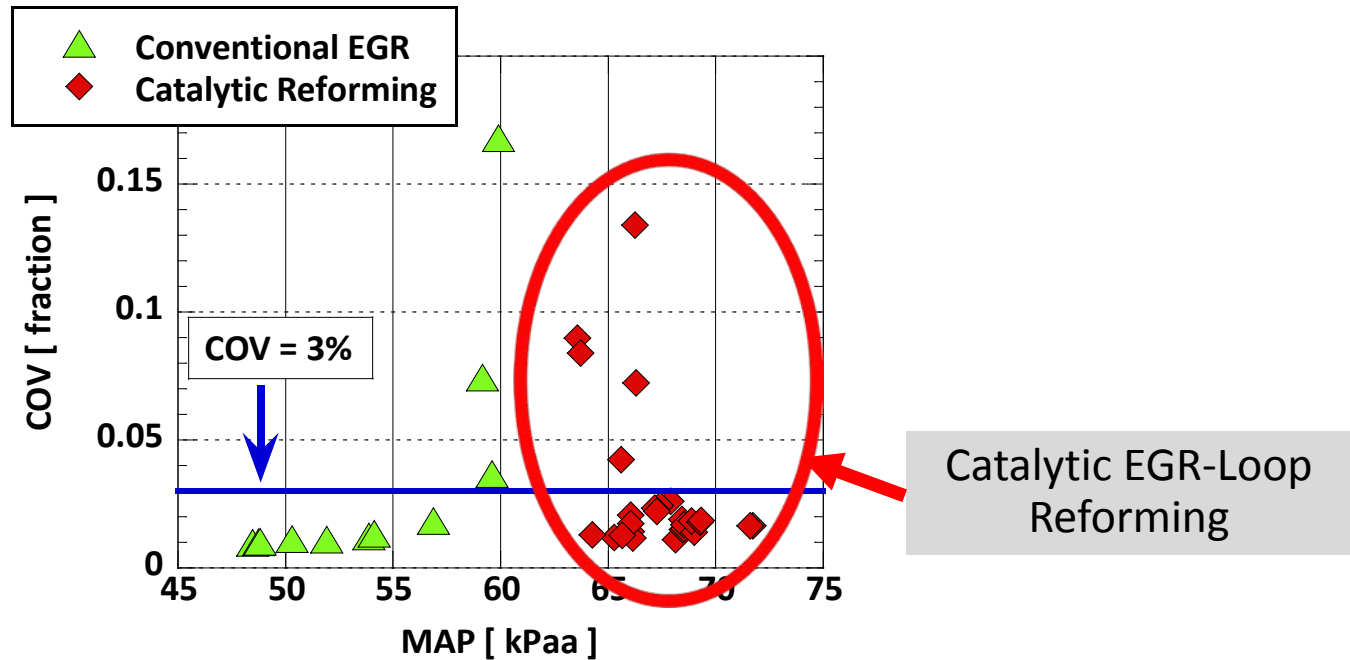 Conventional EGR
Catalytic Reforming
COV [ fraction ]
0.15
0.1
0.05
0
COV = 3%
45 50 55 60 65 70 75
MAP [ kPaa ]
Catalytic EGR-Loop
Reforming